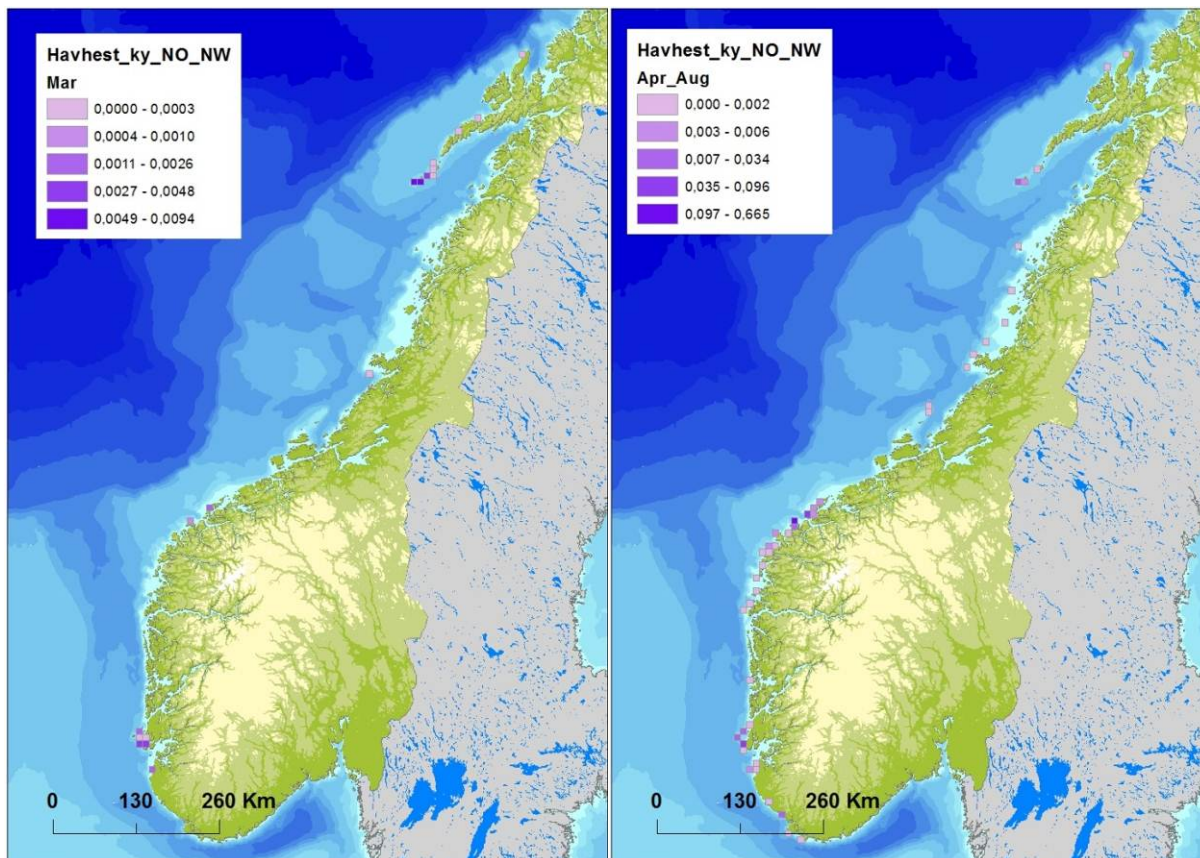 Havhest_ky_NO_NW
Mar
0,0000 - 0,0003
0,0004 - 0,0010
0,0011 - 0,0026
0,0027 - 0,0048
0,0049 - 0,0094
0 130 260 Km
Havhest_ky_NO_NW
Apr_Aug
0,000 - 0,002
0,003 - 0,006
0,007 - 0,034
0,035 - 0,096
0,097 - 0,665
0 130 260 Km